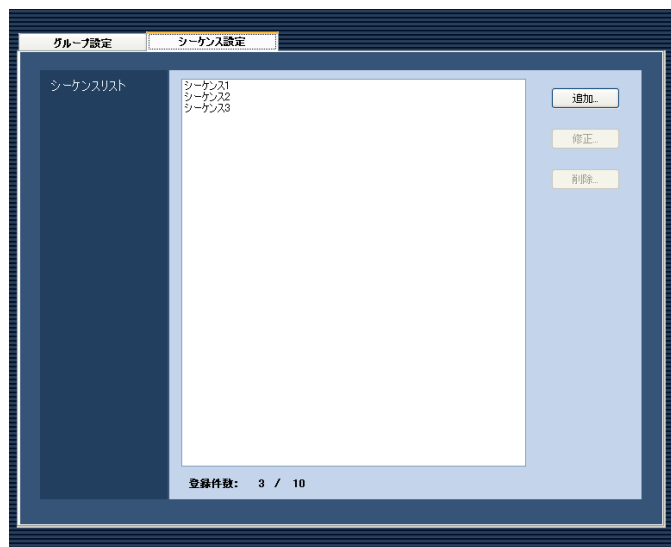 グループ設定 シーケンス設定
シーケンスリスト
シーケンス1
シーケンス2
シーケンス3
追加...
修正...
削除...
登録件数: 3 / 10